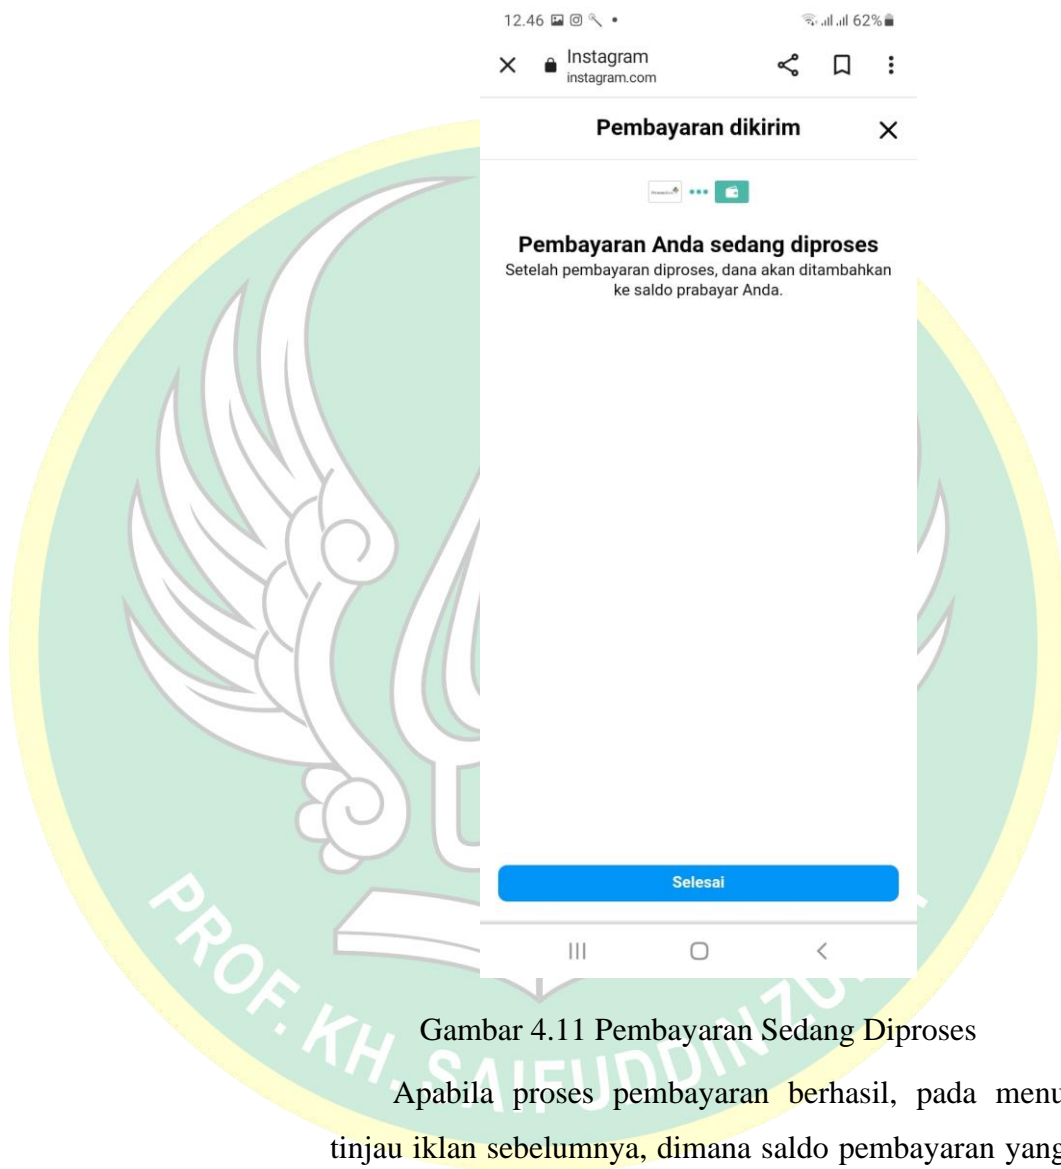 12.46
62%
Instagram
instagram.com
Pembayaran dikirim
Pembayaran Anda sedang diproses
Setelah pembayaran diproses, dana akan ditambahkan
ke saldo prabayar Anda.
Selesai
PROF. KH. SAIFUDDIN
Gambar 4.11 Pembayaran Sedang Diproses
Apabila proses pembayaran berhasil, pada menu
tinjau iklan sebelumnya, dimana saldo pembayaran yang